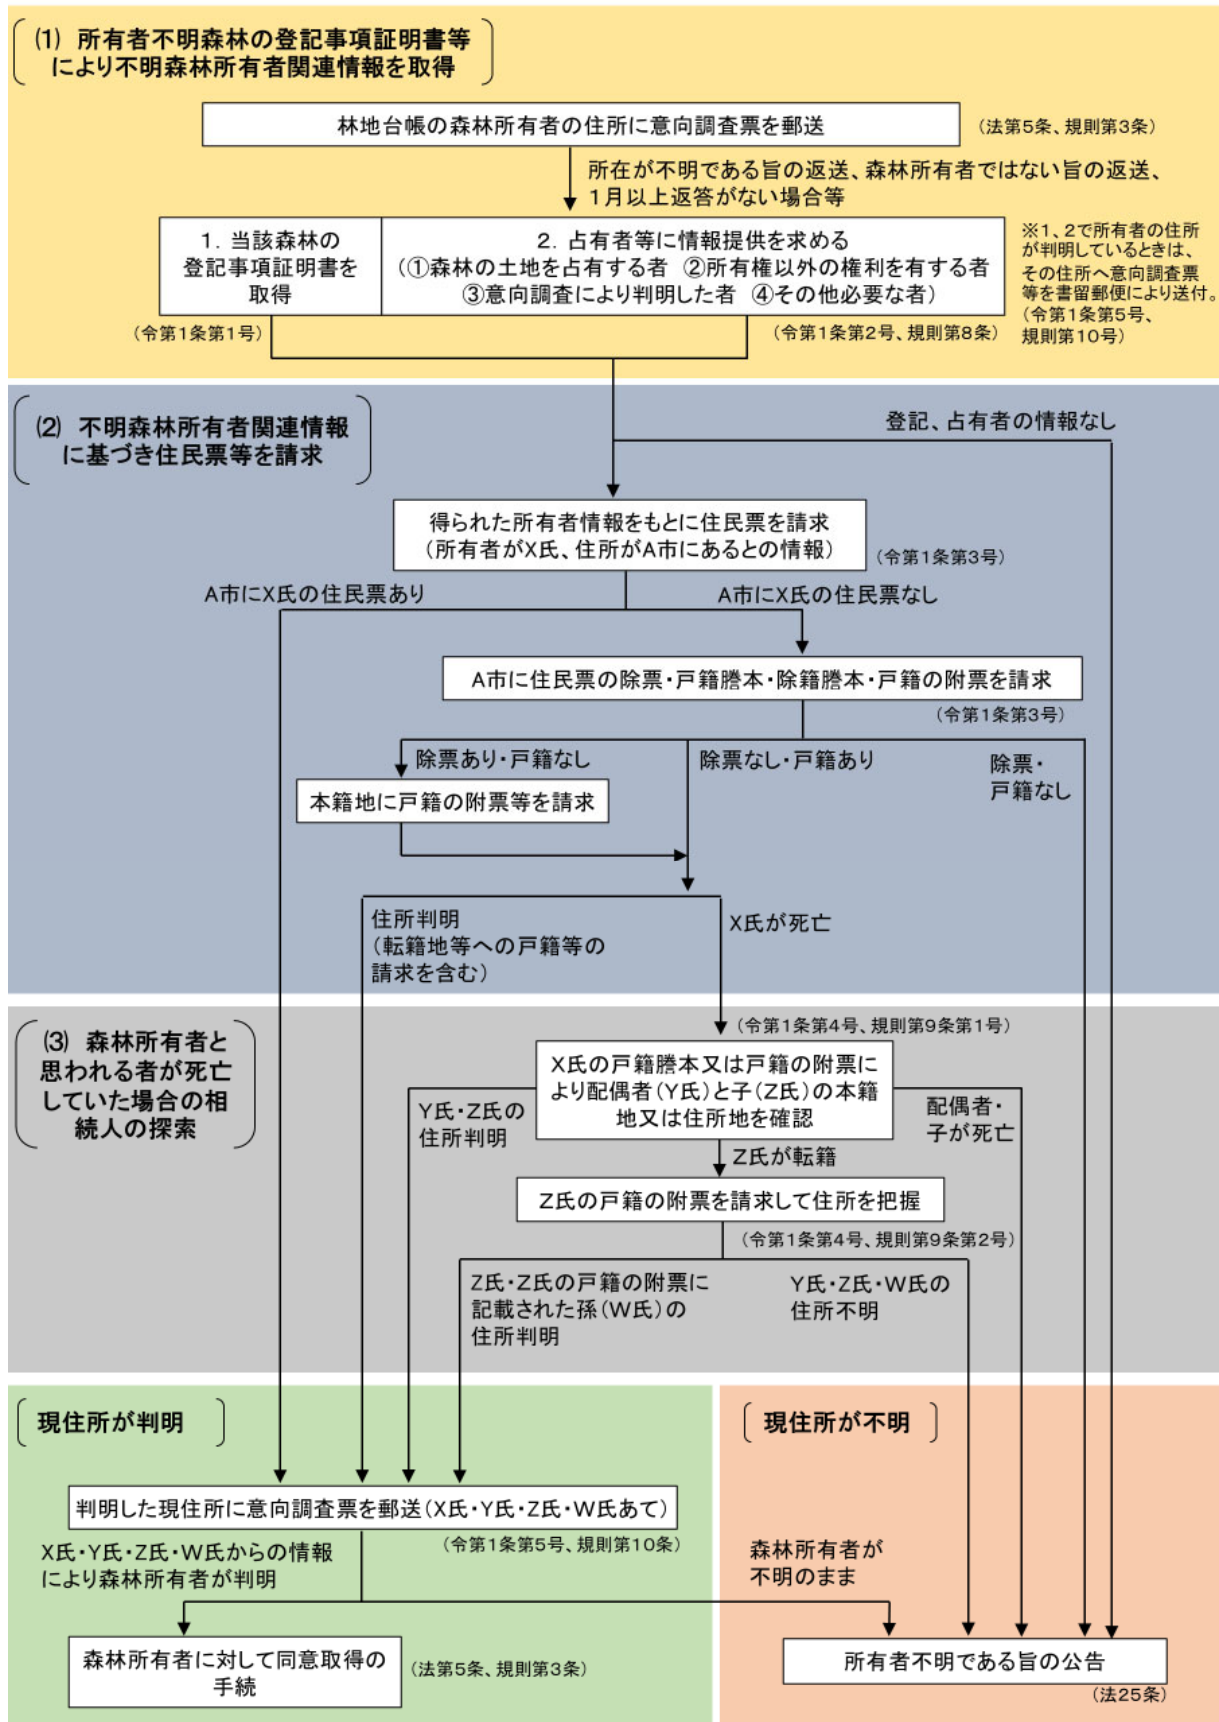 (1) 所有者不明森林の登記事項証明書等
により不明森林所有者関連情報を取得
林地台帳の森林所有者の住所に意向調査票を郵送
(法第5条、規則第3条)
所在が不明である旨の返送、森林所有者ではない旨の返送、
1月以上返答がない場合等
1. 当該森林の
登記事項証明書を
取得
(令第1条第1号)
2. 占有者等に情報提供を求める
(①森林の土地を占有する者 ②所有権以外の権利を有する者
③意向調査により判明した者 ④その他必要な者)
(令第1条第2号、規則第8条)
※1、2で所有者の住所
が判明しているときは、
その住所へ意向調査票
等を書留郵便により送付。
(令第1条第5号、
規則第10号)
(2) 不明森林所有者関連情報
に基づき住民票等を請求
登記、占有者の情報なし
得られた所有者情報をもとに住民票を請求
(所有者がX氏、住所がA市にあるとの情報)
(令第1条第3号)
A市にX氏の住民票あり
A市にX氏の住民票なし
A市に住民票の除票・戸籍謄本・除籍謄本・戸籍の附票を請求
(令第1条第3号)
除票あり・戸籍なし
除票なし・戸籍あり
除票・
戸籍なし
本籍地に戸籍の附票等を請求
住所判明
(転籍地等への戸籍等の
請求を含む)
X氏が死亡
(3) 森林所有者と
思われる者が死亡
していた場合の相
続人の探索
(令第1条第4号、規則第9条第1号)
X氏の戸籍謄本又は戸籍の附票に
より配偶者(Y氏)と子(Z氏)の本籍
地又は住所地を確認
Y氏・Z氏の
住所判明
配偶者・
子が死亡
Z氏が転籍
Z氏の戸籍の附票を請求して住所を把握
(令第1条第4号、規則第9条第2号)
Z氏・Z氏の戸籍の附票に
記載された孫(W氏)の
住所判明
Y氏・Z氏・W氏の
住所不明
現住所が判明
現住所が不明
判明した現住所に意向調査票を郵送(X氏・Y氏・Z氏・W氏あて)
(令第1条第5号、規則第10条)
X氏・Y氏・Z氏・W氏からの情報
により森林所有者が判明
森林所有者が
不明のまま
森林所有者に対して同意取得の
手続
(法第5条、規則第3条)
所有者不明である旨の公告
(法25条)